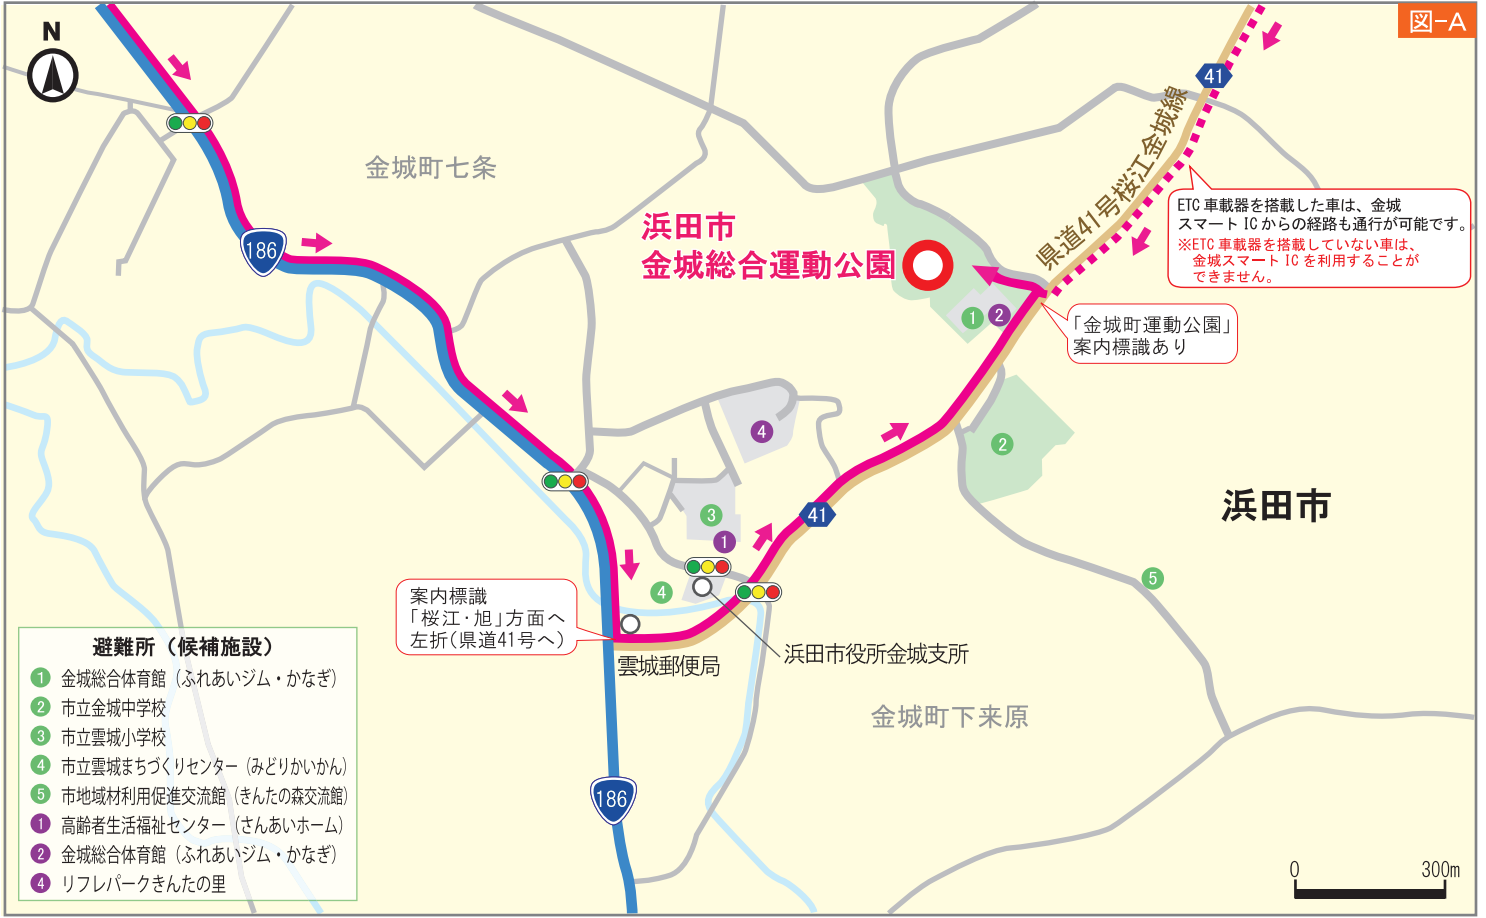 図-A
N
41
金城町七条
県道41号桜江金城線
ETC 車載器を搭載した車は、金城
スマート IC からの経路も通行が可能です。
※ETC 車載器を搭載していない車は、
金城スマート IC を利用することが
できません。
浜田市
金城総合運動公園
186
1
2
「金城町運動公園」
案内標識あり
4
2
浜田市
3
41
1
4
5
案内標識
「桜江・旭」方面へ
左折(県道41号へ)
雲城郵便局
浜田市役所金城支所
金城町下来原
186
避難所（候補施設）
1 金城総合体育館（ふれあいジム・かなぎ）
2 市立金城中学校
3 市立雲城小学校
4 市立雲城まちづくりセンター（みどりかいかん）
5 市地域材利用促進交流館（きんたの森交流館）
1 高齢者生活福祉センター（さんあいホーム）
2 金城総合体育館（ふれあいジム・かなぎ）
4 リフレパークきんたの里
0 300m